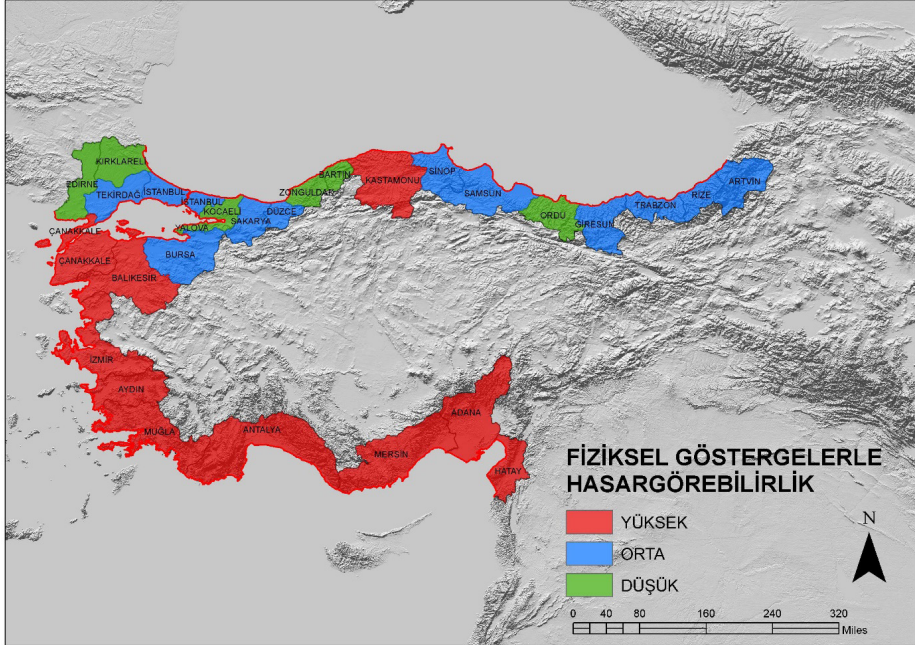 KIRKLARELİ
EDİRNE
TEKİRDAĞ
İSTANBUL
İSTANBUL
KOCAELİ
YALOVA
SAKARYA
DÜZCE
ZONGULDAK
BARTIN
KASTAMONU
SİNOP
SAMSUN
ORDU
GİRESUN
TRABZON
RİZE
ARTVİN
ÇANAKKALE
ÇANAKKALE
BURSA
BALIKESİR
İZMİR
AYDIN
MUĞLA
ANTALYA
MERSİN
ADANA
HATAY
FİZİKSEL GÖSTERGELERLE
HASARGÖREBİLİRLİK
YÜKSEK
ORTA
DÜŞÜK
N
0 40 80 160 240 320
Miles